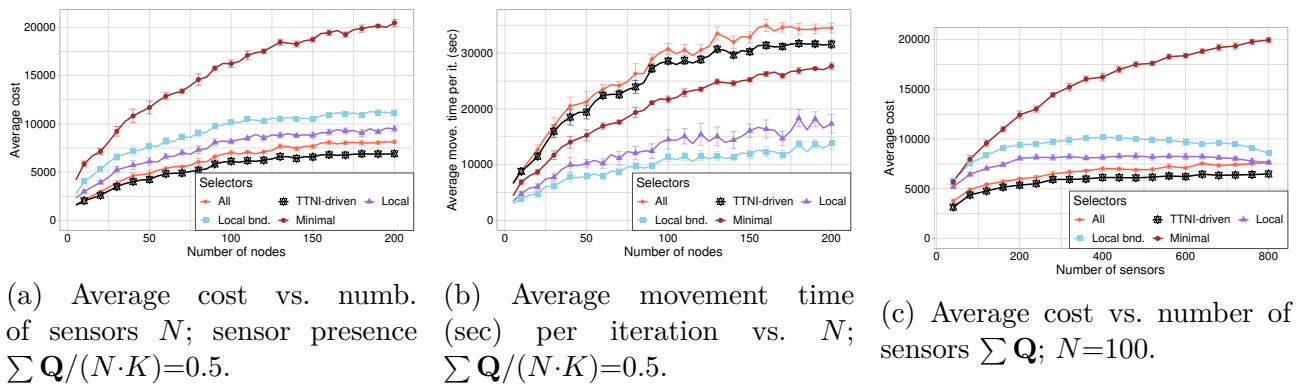 20000
15000
10000
5000
0
Average cost
0
50
100
150
200
Number of nodes
Selectors
All
TTNI-driven
Local
Local bnd.
Minimal
30000
20000
10000
0
Average move. time per it. (sec)
0
50
100
150
200
Number of nodes
Selectors
All
TTNI-driven
Local
Local bnd.
Minimal
20000
15000
10000
5000
0
Average cost
0
200
400
600
800
Number of sensors
Selectors
All
TTNI-driven
Local
Local bnd.
Minimal
(a) Average cost vs. numb.
of sensors N; sensor presence
∑ Q/(N·K)=0.5.
(b) Average movement time
(sec) per iteration vs. N;
∑ Q/(N·K)=0.5.
(c) Average cost vs. number of
sensors ∑ Q; N=100.